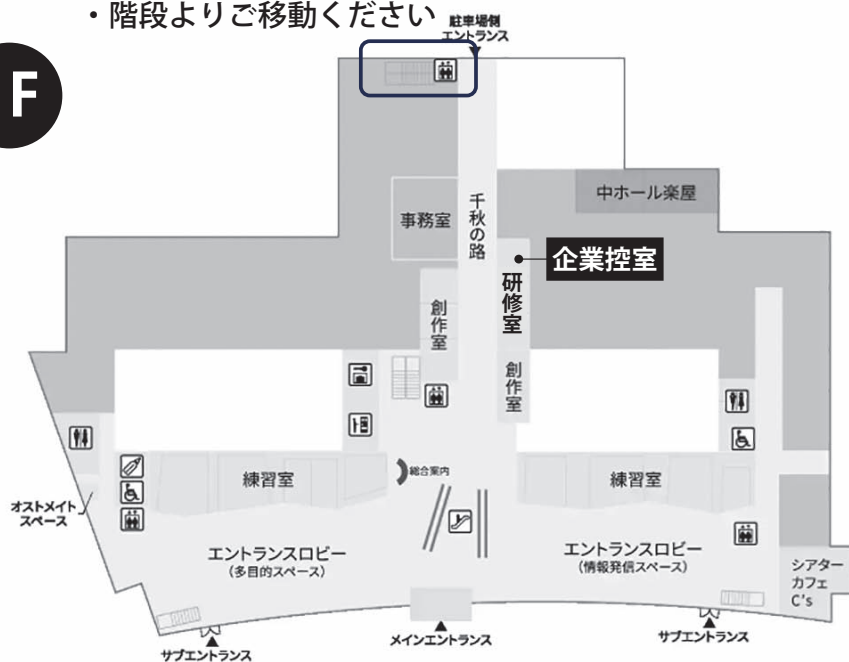 ・階段よりご移動ください
駐車場側
エントランス
F
中ホール楽屋
事務室
千秋の路
企業控室
研修室
創作室
創作室
総合案内
練習室
練習室
オストメイト
スペース
エントランスロビー
（多目的スペース）
エントランスロビー
（情報発信スペース）
シアター
カフェ
C's
メインエントランス
サブエントランス
サブエントランス